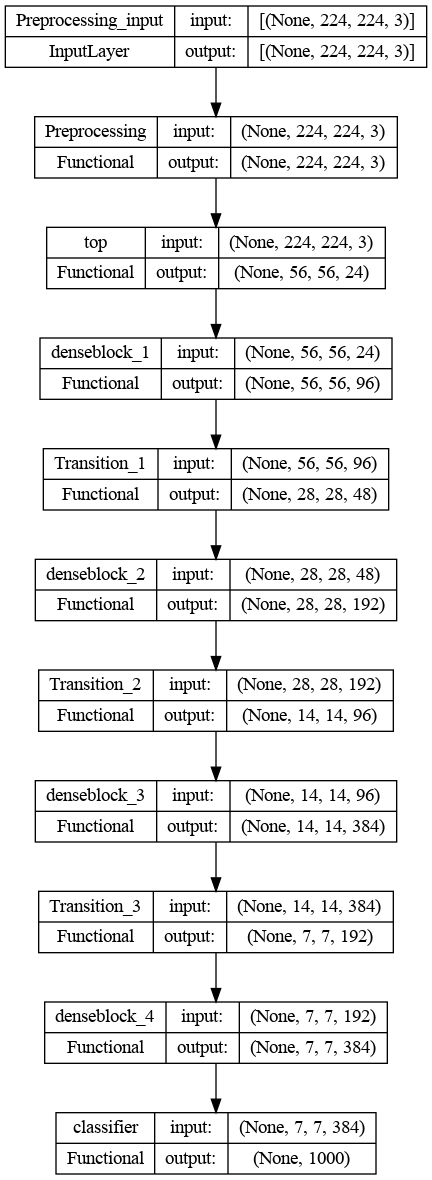 Preprocessing_input input: [(None, 224, 224, 3)]
InputLayer output: [(None, 224, 224, 3)]
Preprocessing input: (None, 224, 224, 3)
Functional output: (None, 224, 224, 3)
top input: (None, 224, 224, 3)
Functional output: (None, 56, 56, 24)
denseblock_1 input: (None, 56, 56, 24)
Functional output: (None, 56, 56, 96)
Transition_1 input: (None, 56, 56, 96)
Functional output: (None, 28, 28, 48)
denseblock_2 input: (None, 28, 28, 48)
Functional output: (None, 28, 28, 192)
Transition_2 input: (None, 28, 28, 192)
Functional output: (None, 14, 14, 96)
denseblock_3 input: (None, 14, 14, 96)
Functional output: (None, 14, 14, 384)
Transition_3 input: (None, 14, 14, 384)
Functional output: (None, 7, 7, 192)
denseblock_4 input: (None, 7, 7, 192)
Functional output: (None, 7, 7, 384)
classifier input: (None, 7, 7, 384)
Functional output: (None, 1000)